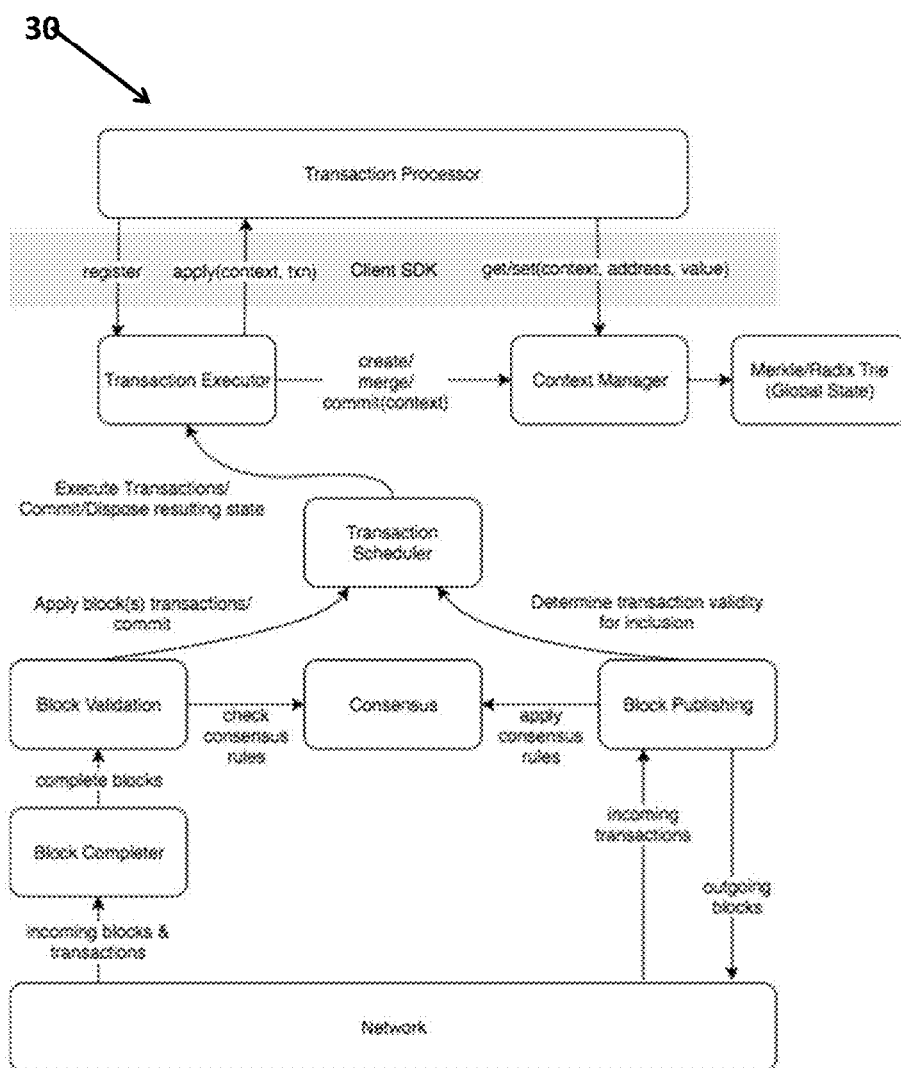 30
Transaction Processor
register
apply(context, txn)
Client SDK
get/set(context, address, value)
Transaction Executor
create/
merge/
commit(context)
Context Manager
Merkle/Radix Trie
(Global State)
Execute Transactions/
Commit/Dispose resulting state
Transaction
Scheduler
Apply block(s) transactions/
commit
Determine transaction validity
for inclusion
Block Validation
check
consensus
rules
Consensus
apply
consensus
rules
Block Publishing
complete blocks
Block Completer
incoming
transactions
outgoing
blocks
incoming blocks &
transactions
Network